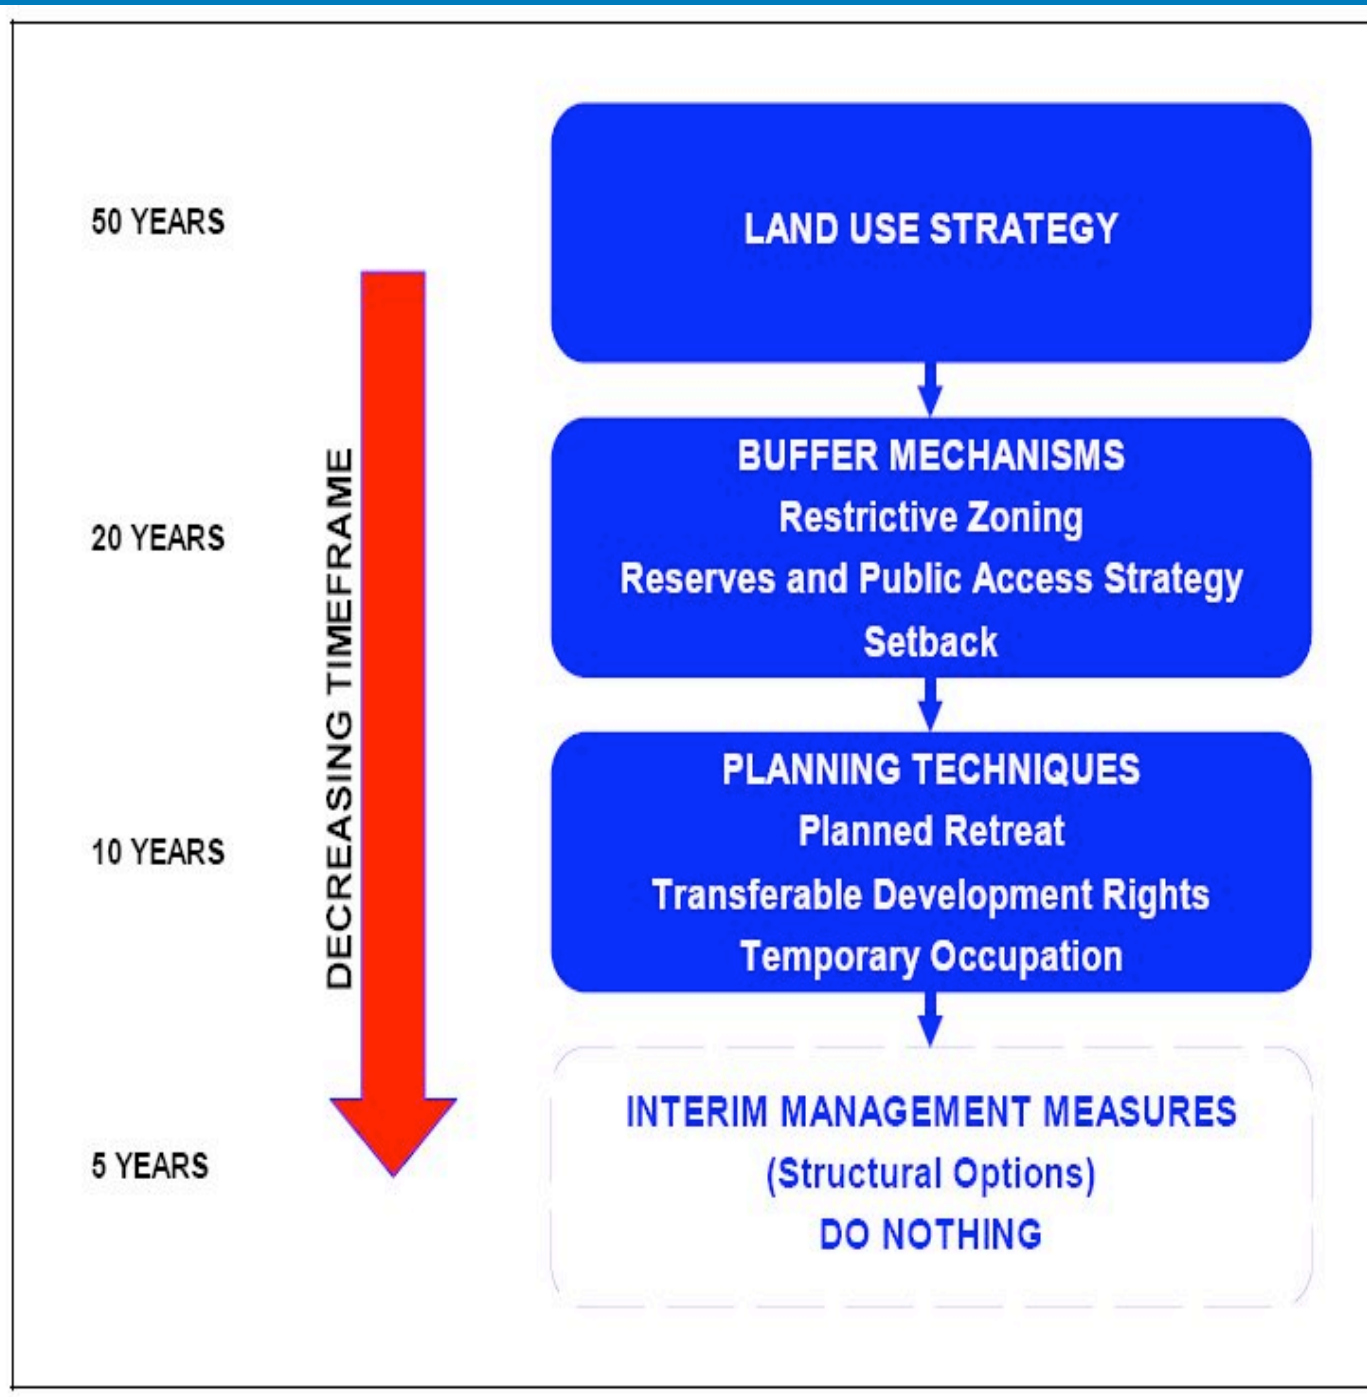 50 YEARS
LAND USE STRATEGY
20 YEARS
BUFFER MECHANISMS
Restrictive Zoning
Reserves and Public Access Strategy
Setback
DECREASING TIMEFRAME
10 YEARS
PLANNING TECHNIQUES
Planned Retreat
Transferable Development Rights
Temporary Occupation
5 YEARS
INTERIM MANAGEMENT MEASURES
(Structural Options)
DO NOTHING